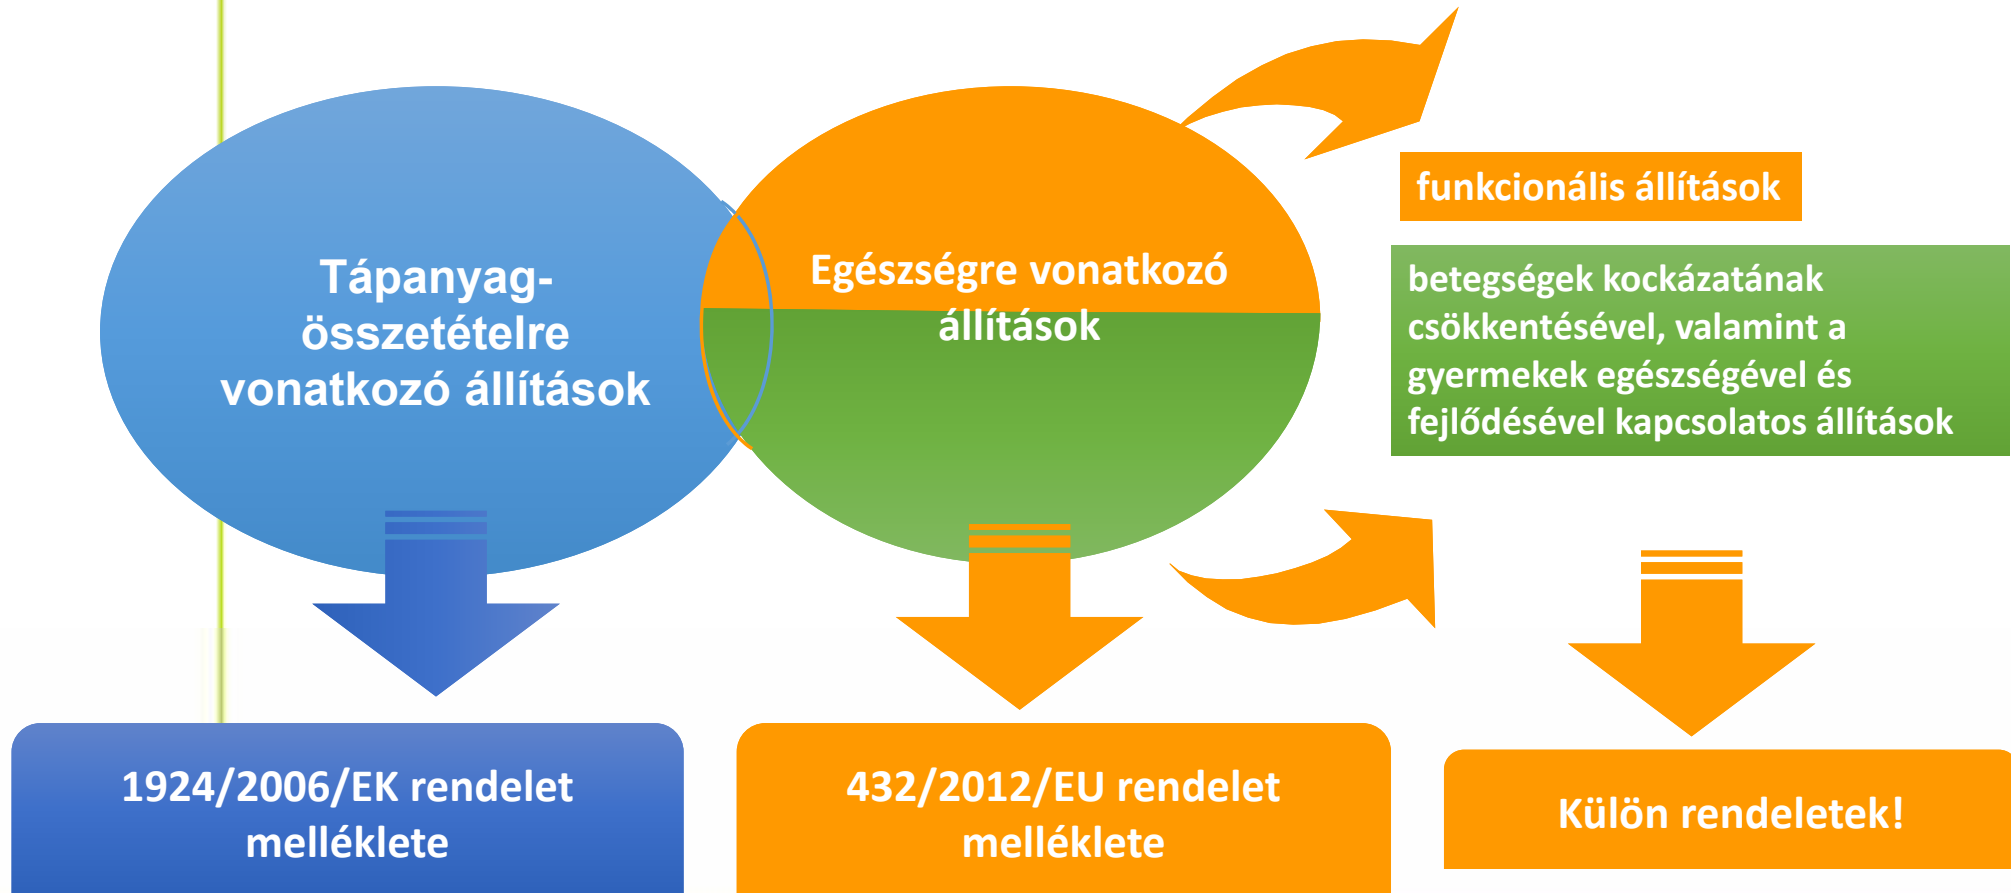 Tápanyag-
összetételre
vonatkozó állítások
Egészségre vonatkozó
állítások
funkcionális állítások
betegségek kockázatának
csökkentésével, valamint a
gyermekek egészségével és
fejlődésével kapcsolatos állítások
1924/2006/EK rendelet
melléklete
432/2012/EU rendelet
melléklete
Külön rendeletek!